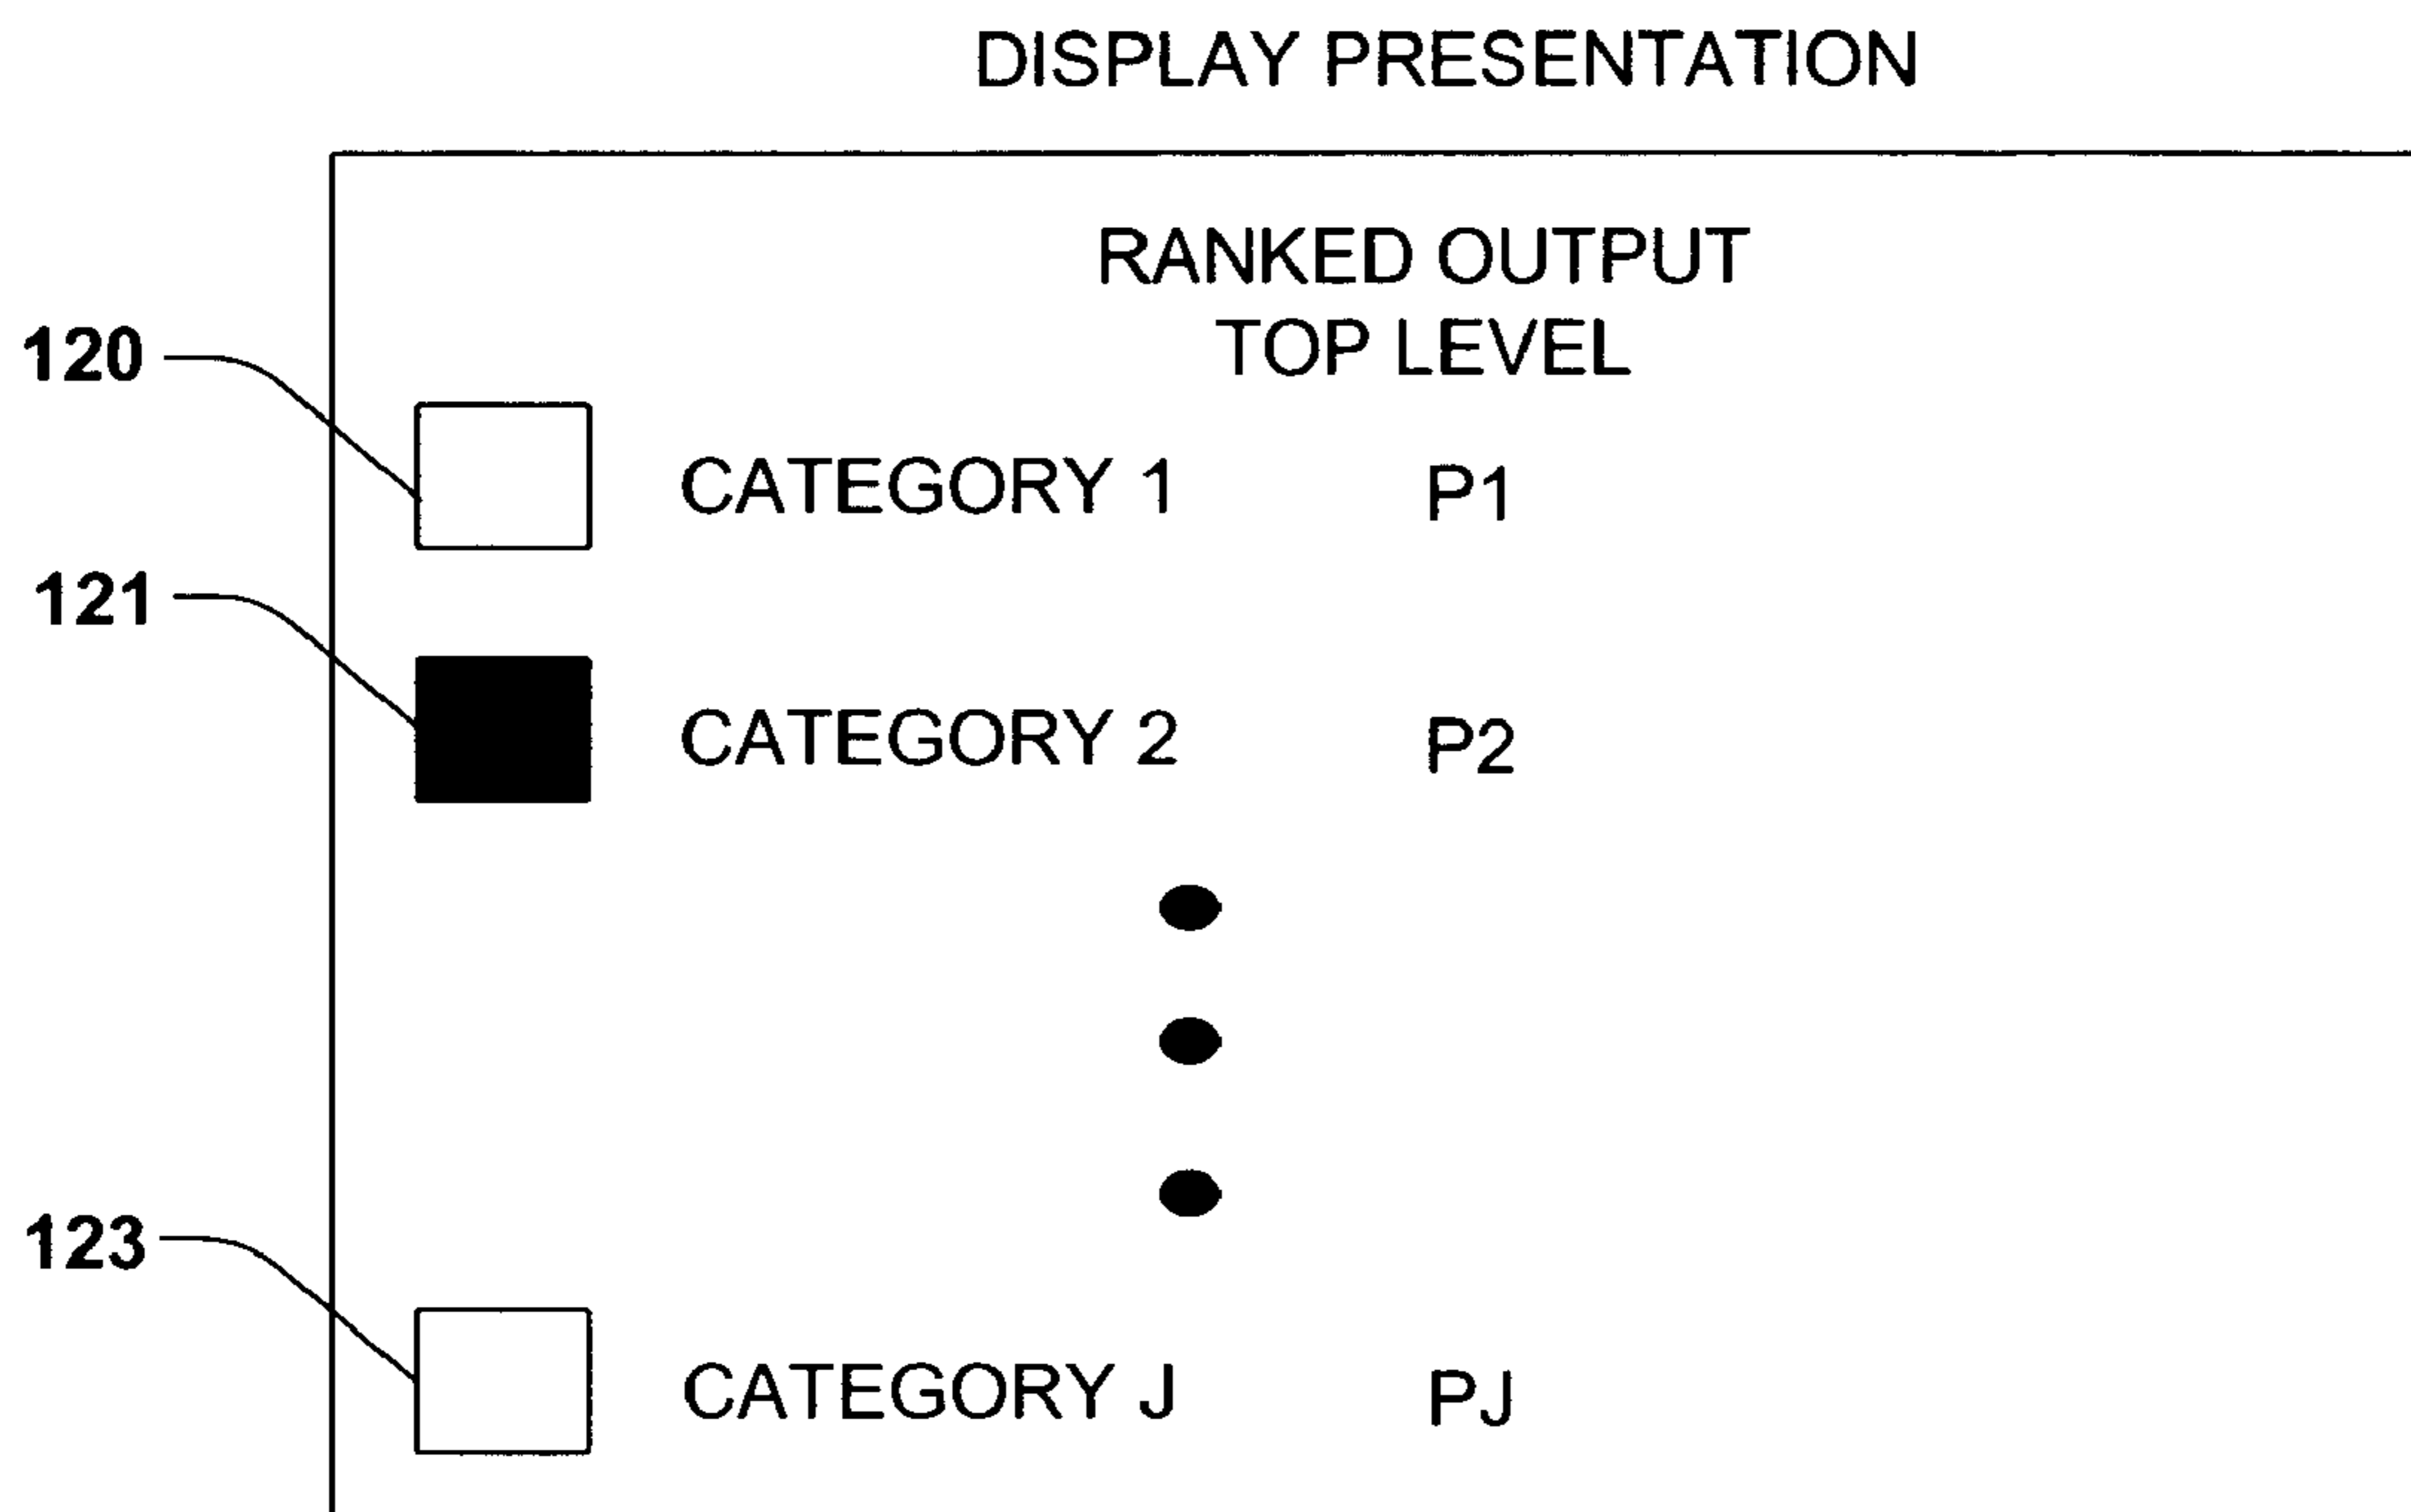 DISPLAY PRESENTATION
RANKED OUTPUT
TOP LEVEL
120
CATEGORY 1 P1
121
CATEGORY 2 P2
123
CATEGORY J PJ